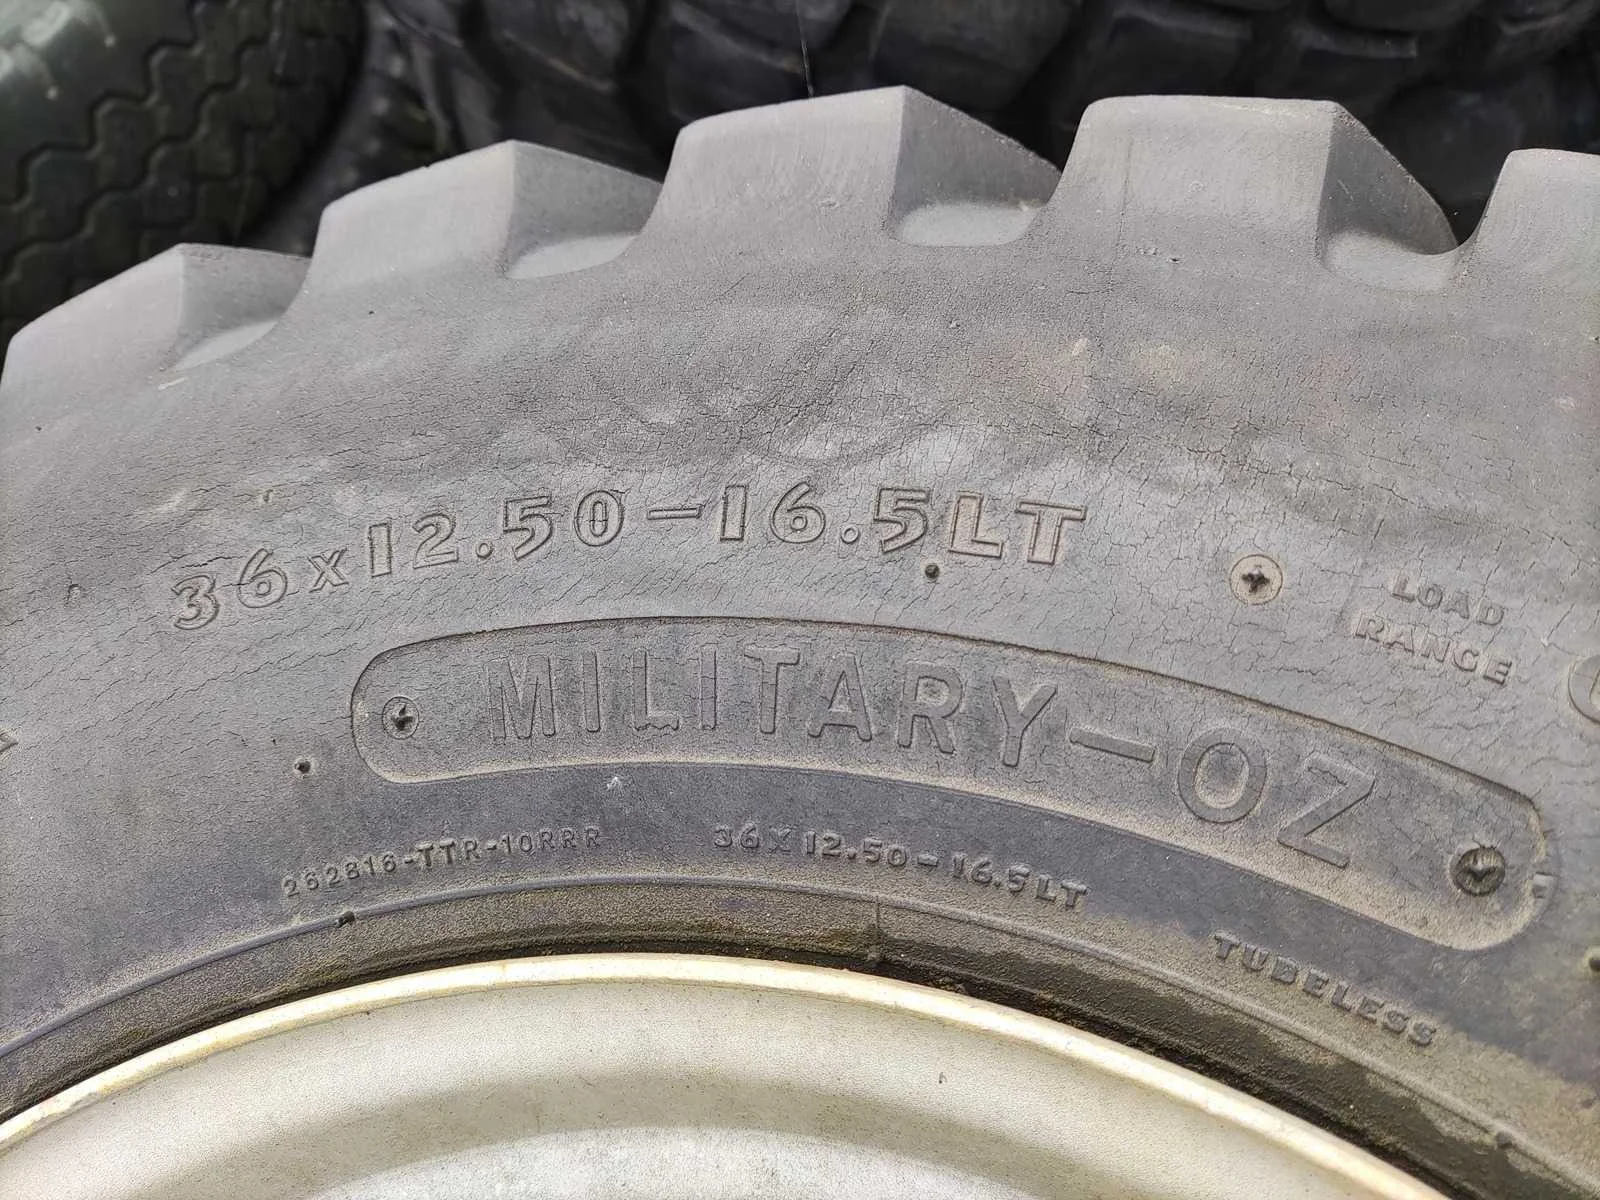 36x12.50-16.5LT
LOAD
RANGE
MILITARY-OZ
262816-TTR-10RRR
36X12.50-16.5LT
TUBELESS